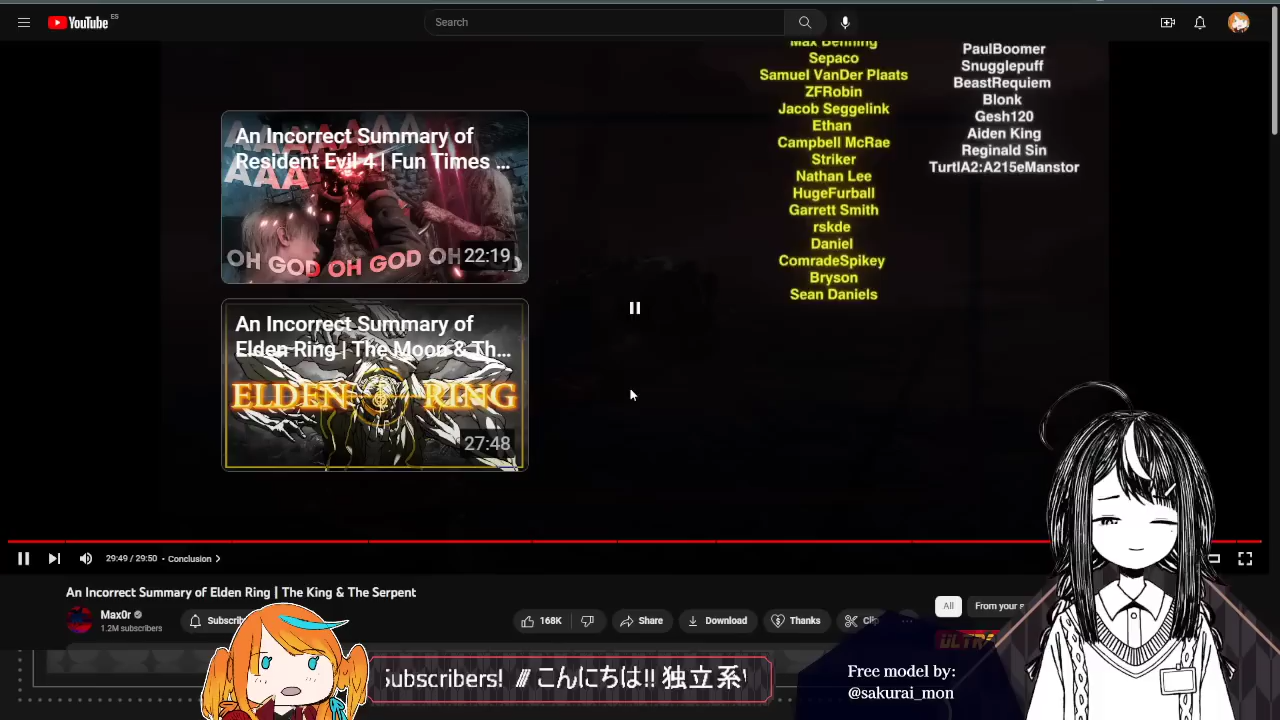 YouTube ES
Search
Max Benning
Sepaco
Samuel VanDer Plaats
ZFRobin
Jacob Seggelink
Ethan
Campbell McRae
Striker
Nathan Lee
HugeFurball
Garrett Smith
rskde
Daniel
ComradeSpikey
Bryson
Sean Daniels
PaulBoomer
Snugglepuff
BeastRequiem
Blonk
Gesh120
Aiden King
Reginald Sin
TurtlA2:A215eManstor
An Incorrect Summary of
Resident Evil 4 | Fun Times ...
OH GOD OH GOD OH
22:19
An Incorrect Summary of
Elden Ring | The Moon & Th...
ELDEN RING
27:48
29:49 / 29:50 • Conclusion
An Incorrect Summary of Elden Ring | The King & The Serpent
Max0r
1.2M subscribers
168K
Share
Download
Thanks
All
From your s
Subscribers! /// こんにちは!! 独立系
Free model by:
@sakurai_mon